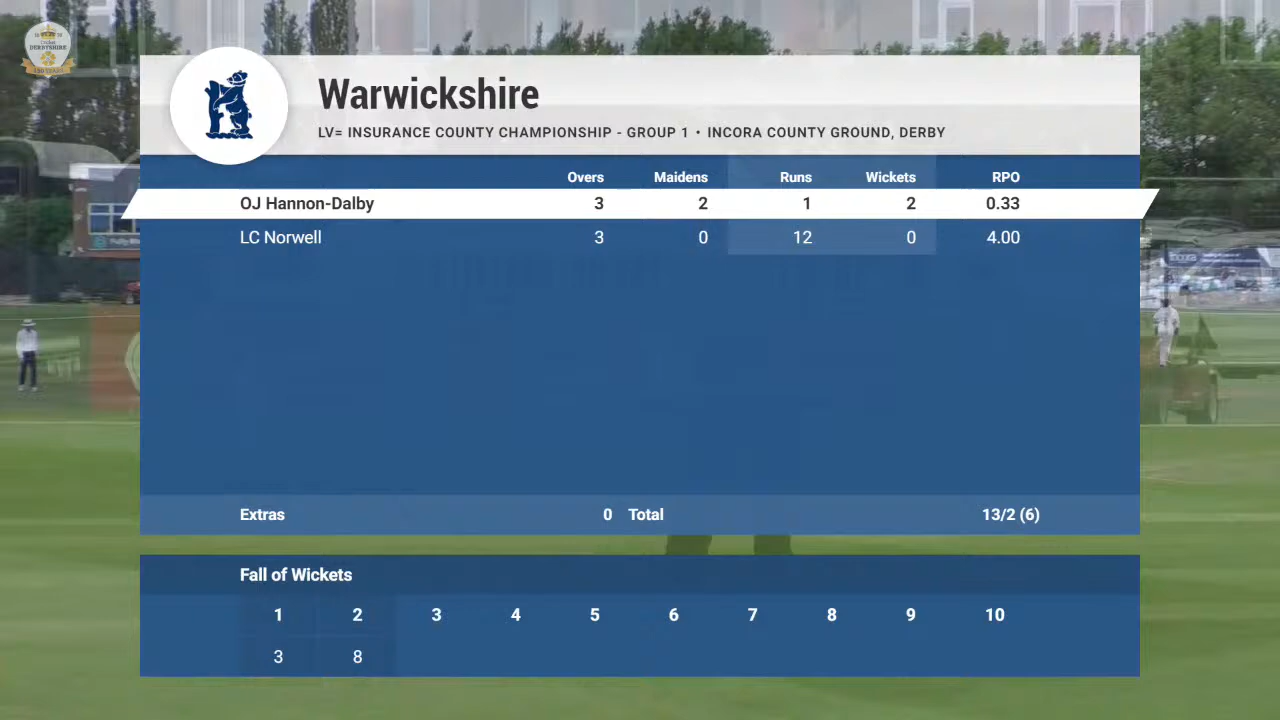 DERBYSHIRE
Warwickshire
LV= INSURANCE COUNTY CHAMPIONSHIP - GROUP 1 • INCORA COUNTY GROUND, DERBY
Overs Maidens Runs Wickets RPO
OJ Hannon-Dalby 3 2 1 2 0.33
LC Norwell 3 0 12 0 4.00
Extras 0 Total 13/2 (6)
Fall of Wickets
1 2 3 4 5 6 7 8 9 10
3 8